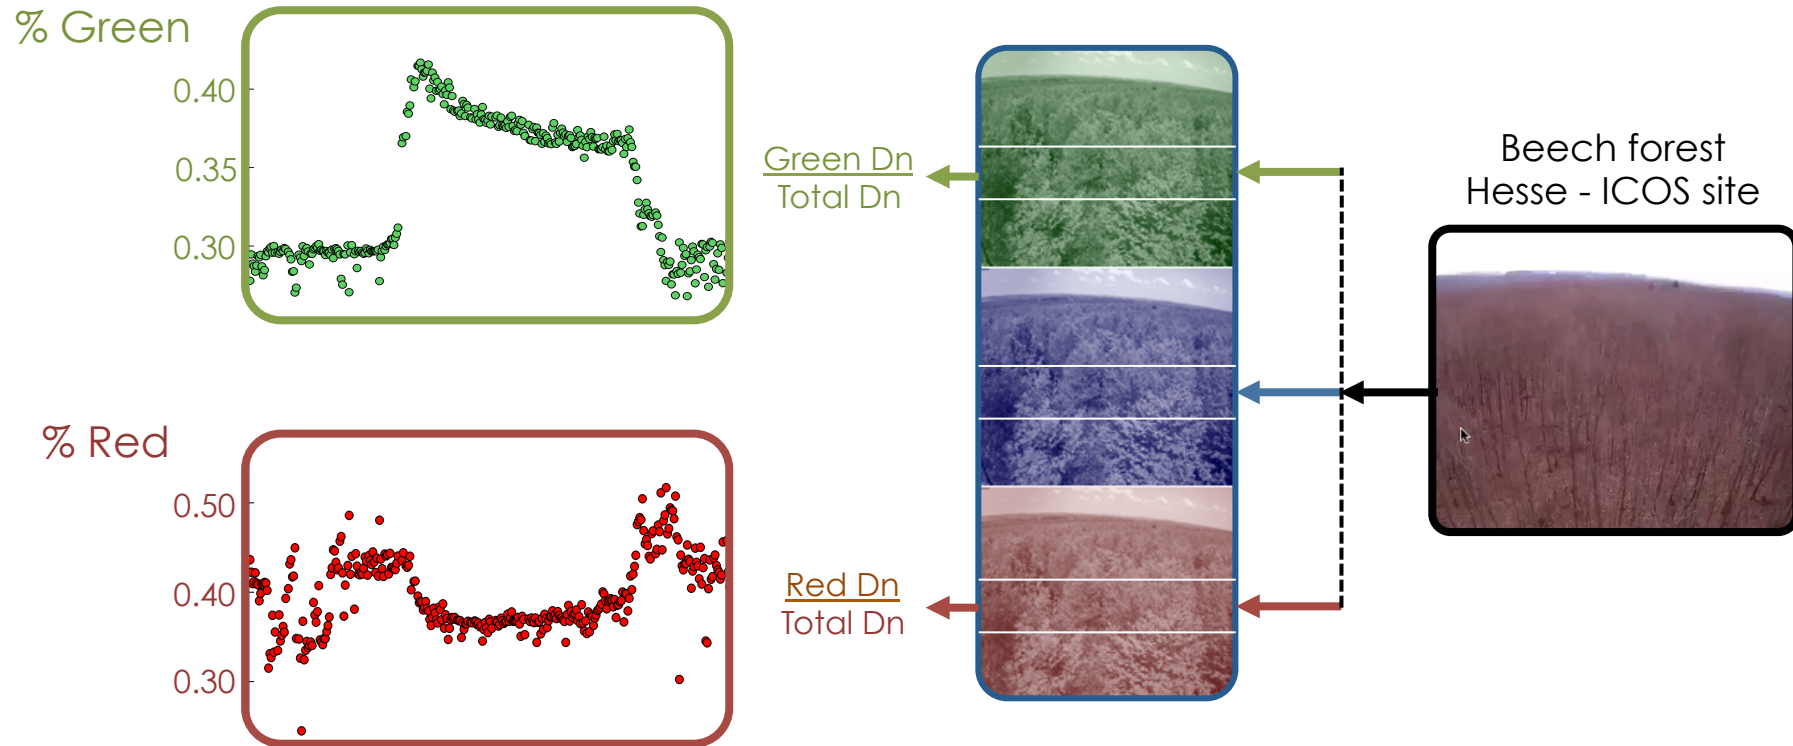 % Green
0.40
0.35
0.30
% Red
0.50
0.40
0.30
Green Dn
Total Dn
Red Dn
Total Dn
Beech forest
Hesse - ICOS site